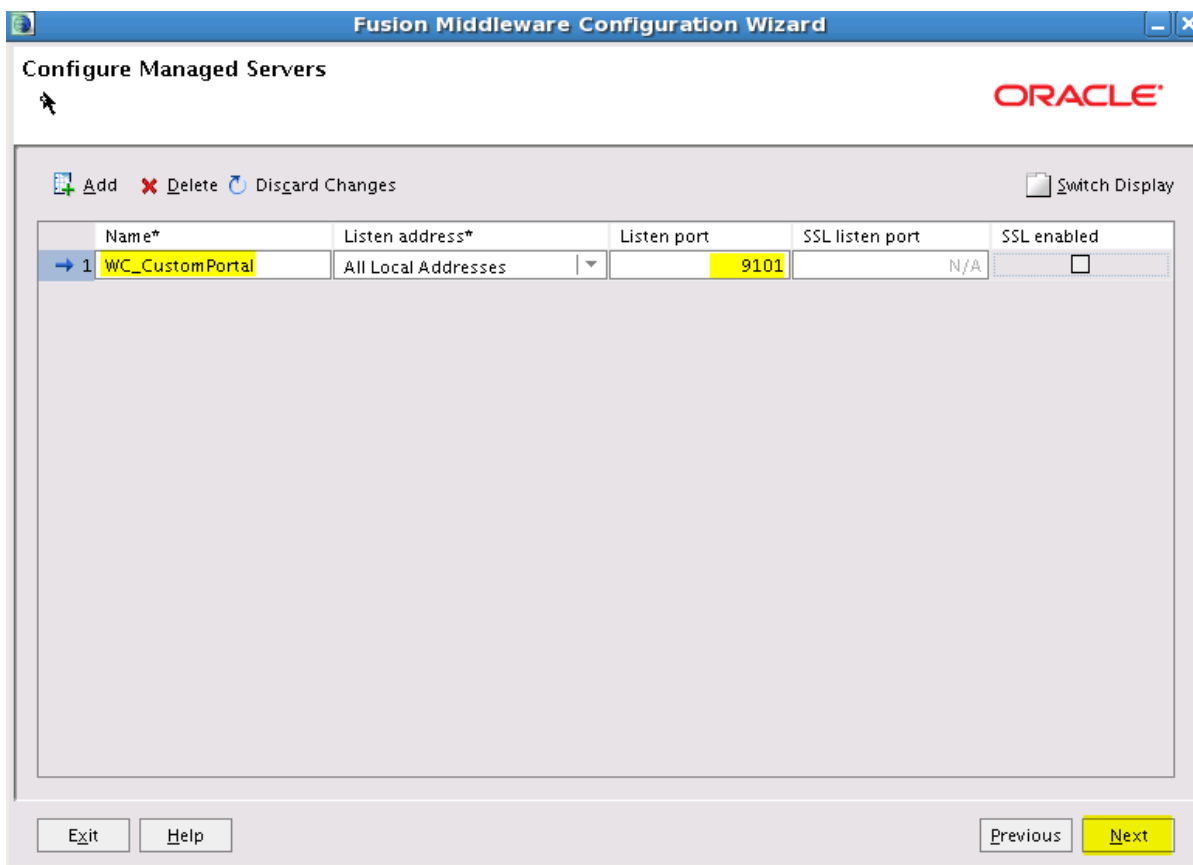 Fusion Middleware Configuration Wizard
Configure Managed Servers
ORACLE
Add Delete Discard Changes Switch Display
Name* Listen address* Listen port SSL listen port SSL enabled
1 WC_CustomPortal All Local Addresses 9101 N/A
Exit Help Previous Next